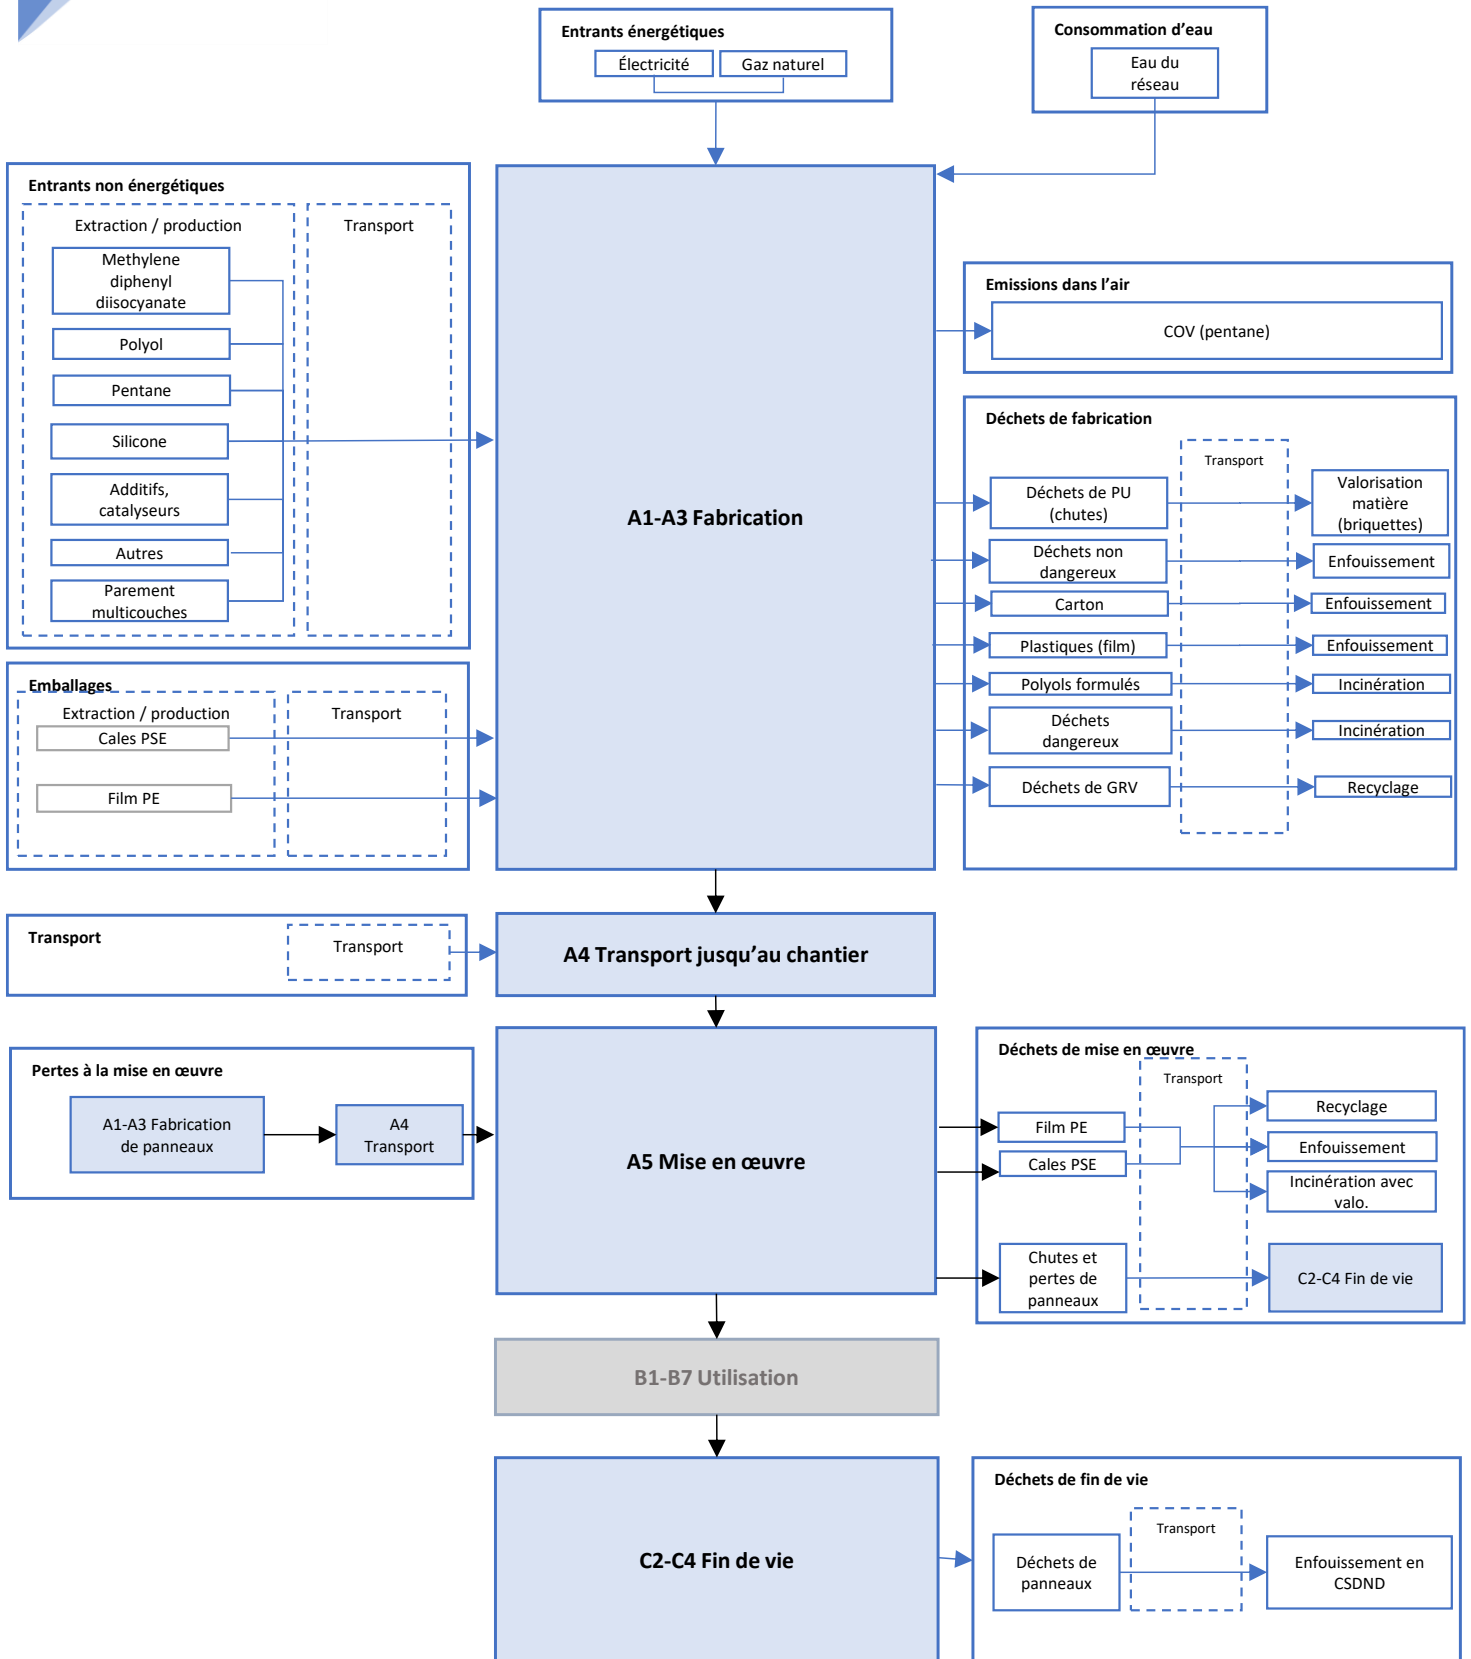 Entrants énergétiques
Électricité
Gaz naturel
Consommation d’eau
Eau du
réseau
Entrants non énergétiques
Extraction / production
Transport
Methylene
diphenyl
diisocyanate
Polyol
Pentane
Silicone
Additifs,
catalyseurs
Autres
Parement
multicouches
Emballages
Extraction / production
Transport
Cales PSE
Film PE
A1-A3 Fabrication
Emissions dans l’air
COV (pentane)
Déchets de fabrication
Transport
Déchets de PU
(chutes)
Valorisation
matière
(briquettes)
Déchets non
dangereux
Enfouissement
Carton
Enfouissement
Plastiques (film)
Enfouissement
Polyols formulés
Incinération
Déchets
dangereux
Incinération
Déchets de GRV
Recyclage
Transport
Transport
A4 Transport jusqu’au chantier
Pertes à la mise en œuvre
A1-A3 Fabrication
de panneaux
A4
Transport
A5 Mise en œuvre
Déchets de mise en œuvre
Transport
Film PE
Cales PSE
Recyclage
Enfouissement
Incinération avec
valo.
Chutes et
pertes de
panneaux
C2-C4 Fin de vie
B1-B7 Utilisation
C2-C4 Fin de vie
Déchets de fin de vie
Transport
Déchets de
panneaux
Enfouissement en
CSDND